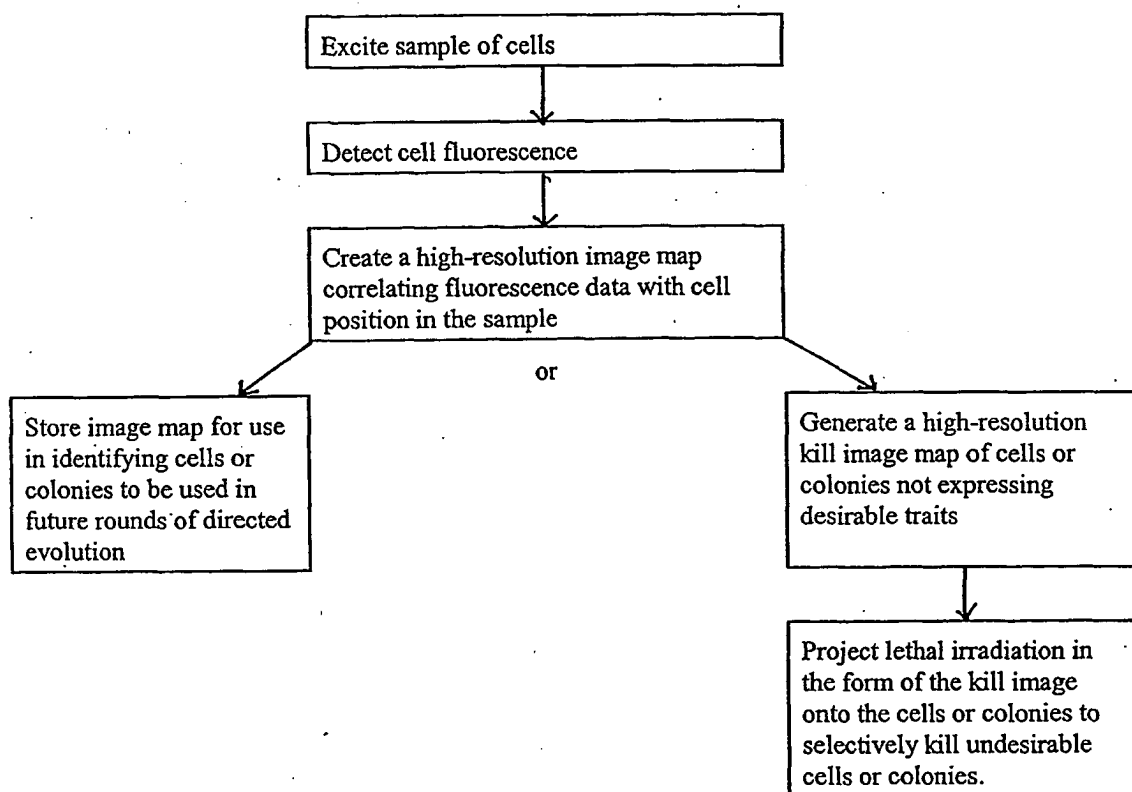 Excite sample of cells
Detect cell fluorescence
Create a high-resolution image map
correlating fluorescence data with cell
position in the sample
or
Store image map for use
in identifying cells or
colonies to be used in
future rounds of directed
evolution
Generate a high-resolution
kill image map of cells or
colonies not expressing
desirable traits
Project lethal irradiation in
the form of the kill image
onto the cells or colonies to
selectively kill undesirable
cells or colonies.